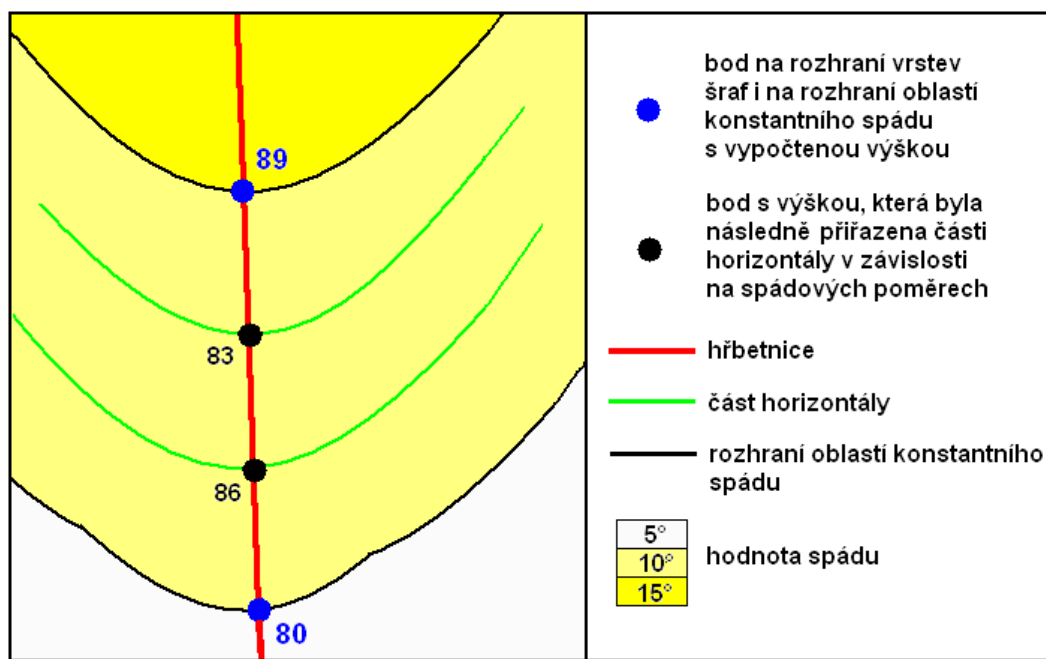 89
83
86
80
bod na rozhraní vrstev
šraf i na rozhraní oblastí
konstantního spádu
s vypočtenou výškou
bod s výškou, která byla
následně přiřazena části
horizontály v závislosti
na spádových poměrech
hřbetnice
část horizontály
rozhraní oblastí konstantního
spádu
5°
10°
15°
hodnota spádu